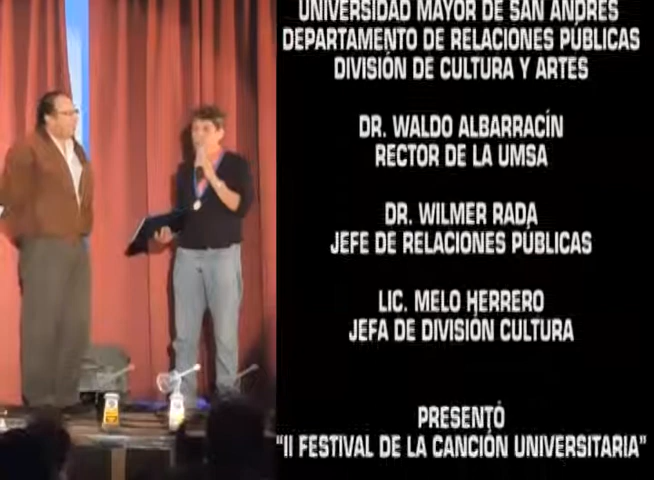 UNIVERSIDAD MAYOR DE SAN ANDRES
DEPARTAMENTO DE RELACIONES PÚBLICAS
DIVISIÓN DE CULTURA Y ARTES
DR. WALDO ALBARRACÍN
RECTOR DE LA UMSA
DR. WILMER RADA
JEFE DE RELACIONES PÚBLICAS
LIC. MELO HERRERO
JEFA DE DIVISIÓN CULTURA
PRESENTÓ
"II FESTIVAL DE LA CANCIÓN UNIVERSITARIA"